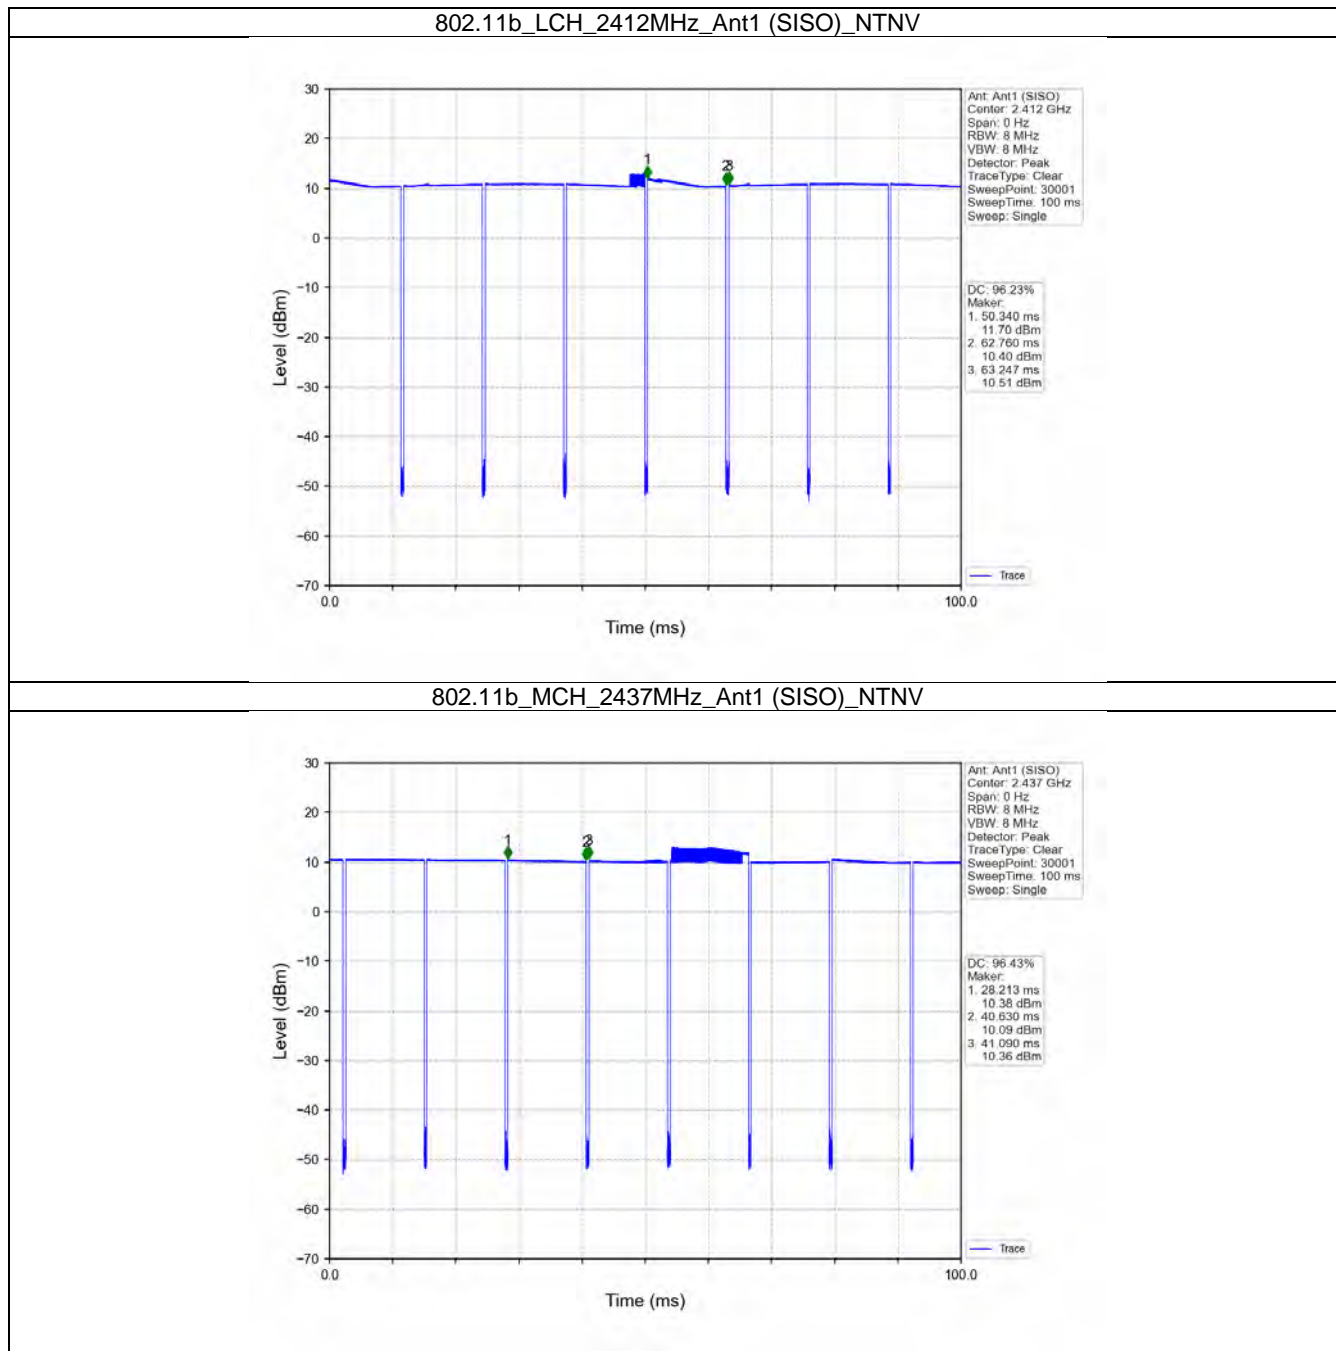 802.11b_LCH_2412MHz_Ant1 (SISO)_NTNV
30
20
10
0
−10
−20
−30
−40
−50
−60
−70
Level (dBm)
1
2
3
0.0
100.0
Time (ms)
Ant: Ant1 (SISO)
Center: 2.412 GHz
Span: 0 Hz
RBW: 8 MHz
VBW: 8 MHz
Detector: Peak
TraceType: Clear
SweepPoint: 30001
SweepTime: 100 ms
Sweep: Single
DC: 96.23%
Maker:
1. 50.340 ms
11.70 dBm
2. 62.760 ms
10.40 dBm
3. 63.247 ms
10.51 dBm
Trace
802.11b_MCH_2437MHz_Ant1 (SISO)_NTNV
30
20
10
0
−10
−20
−30
−40
−50
−60
−70
Level (dBm)
1
2
3
0.0
100.0
Time (ms)
Ant: Ant1 (SISO)
Center: 2.437 GHz
Span: 0 Hz
RBW: 8 MHz
VBW: 8 MHz
Detector: Peak
TraceType: Clear
SweepPoint: 30001
SweepTime: 100 ms
Sweep: Single
DC: 96.43%
Maker:
1. 28.213 ms
10.38 dBm
2. 40.630 ms
10.09 dBm
3. 41.090 ms
10.36 dBm
Trace